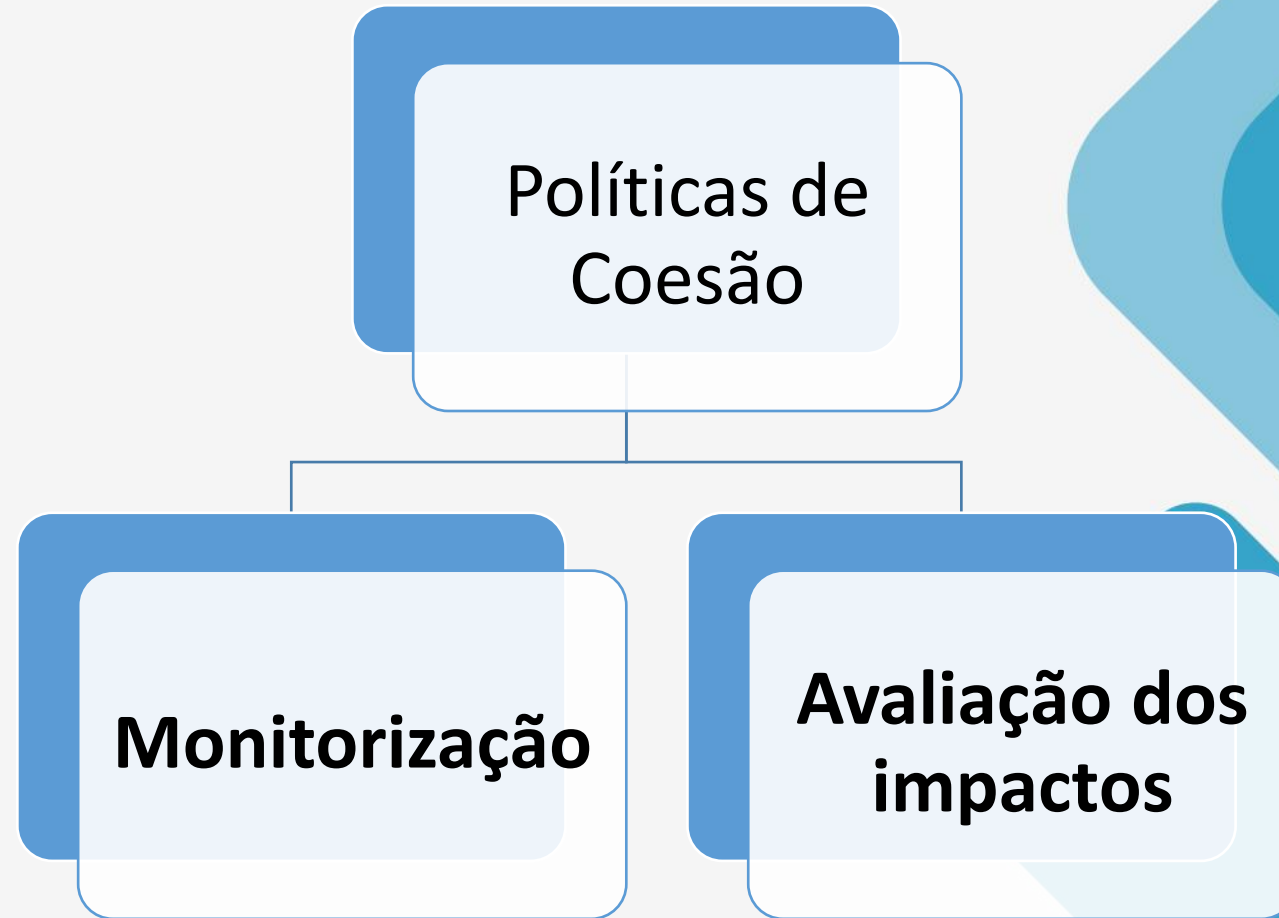 Políticas de
Coesão
Monitorização
Avaliação dos
impactos